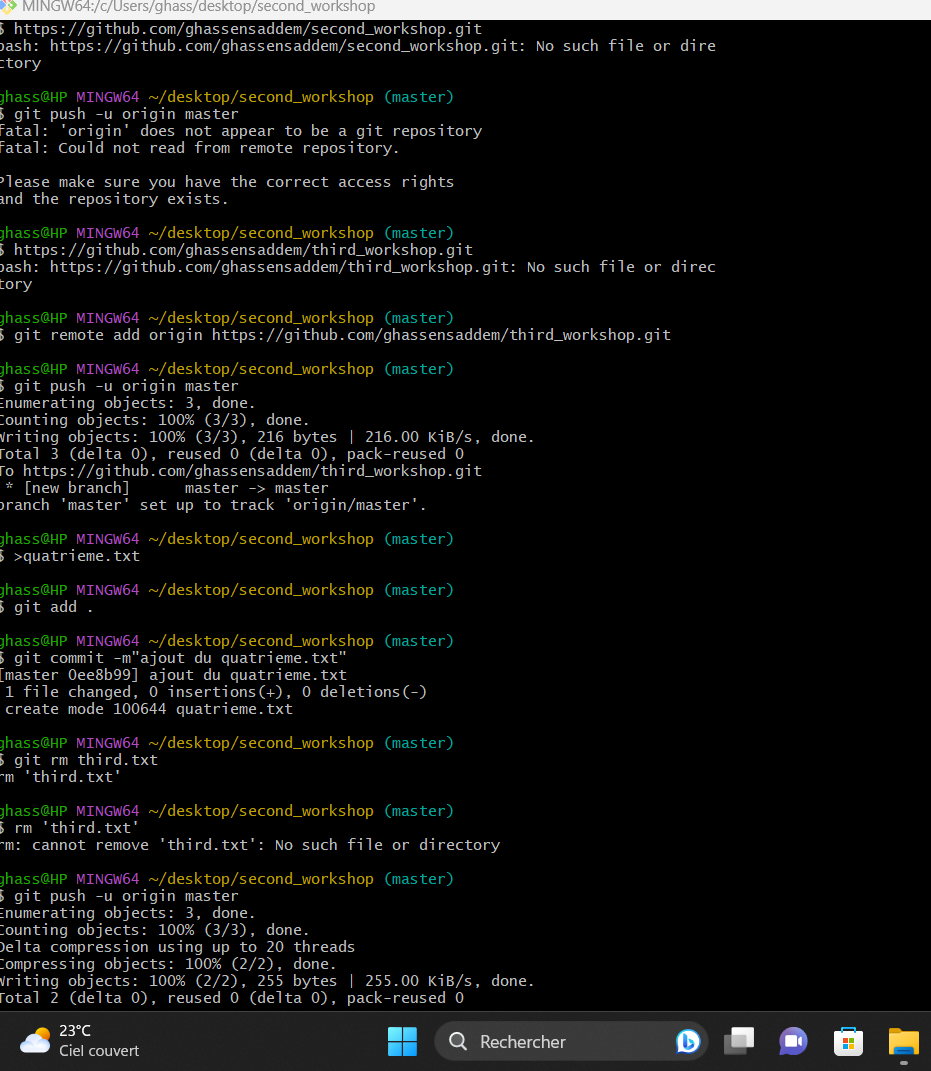 MINGW64:/c/Users/ghass/desktop/second_workshop
$ https://github.com/ghassensaddem/second_workshop.git
bash: https://github.com/ghassensaddem/second_workshop.git: No such file or dire
ctory
ghass@HP MINGW64 ~/desktop/second_workshop (master)
$ git push -u origin master
fatal: 'origin' does not appear to be a git repository
fatal: Could not read from remote repository.
Please make sure you have the correct access rights
and the repository exists.
ghass@HP MINGW64 ~/desktop/second_workshop (master)
$ https://github.com/ghassensaddem/third_workshop.git
bash: https://github.com/ghassensaddem/third_workshop.git: No such file or direc
tory
ghass@HP MINGW64 ~/desktop/second_workshop (master)
$ git remote add origin https://github.com/ghassensaddem/third_workshop.git
ghass@HP MINGW64 ~/desktop/second_workshop (master)
$ git push -u origin master
Enumerating objects: 3, done.
Counting objects: 100% (3/3), done.
Writing objects: 100% (3/3), 216 bytes | 216.00 KiB/s, done.
Total 3 (delta 0), reused 0 (delta 0), pack-reused 0
To https://github.com/ghassensaddem/third_workshop.git
 * [new branch]      master -> master
branch 'master' set up to track 'origin/master'.
ghass@HP MINGW64 ~/desktop/second_workshop (master)
$ >quatrieme.txt
ghass@HP MINGW64 ~/desktop/second_workshop (master)
$ git add .
ghass@HP MINGW64 ~/desktop/second_workshop (master)
$ git commit -m"ajout du quatrieme.txt"
[master 0ee8b99] ajout du quatrieme.txt
 1 file changed, 0 insertions(+), 0 deletions(-)
 create mode 100644 quatrieme.txt
ghass@HP MINGW64 ~/desktop/second_workshop (master)
$ git rm third.txt
rm 'third.txt'
ghass@HP MINGW64 ~/desktop/second_workshop (master)
$ rm 'third.txt'
rm: cannot remove 'third.txt': No such file or directory
ghass@HP MINGW64 ~/desktop/second_workshop (master)
$ git push -u origin master
Enumerating objects: 3, done.
Counting objects: 100% (3/3), done.
Delta compression using up to 20 threads
Compressing objects: 100% (2/2), done.
Writing objects: 100% (2/2), 255 bytes | 255.00 KiB/s, done.
Total 2 (delta 0), reused 0 (delta 0), pack-reused 0
23°C
Ciel couvert
Rechercher